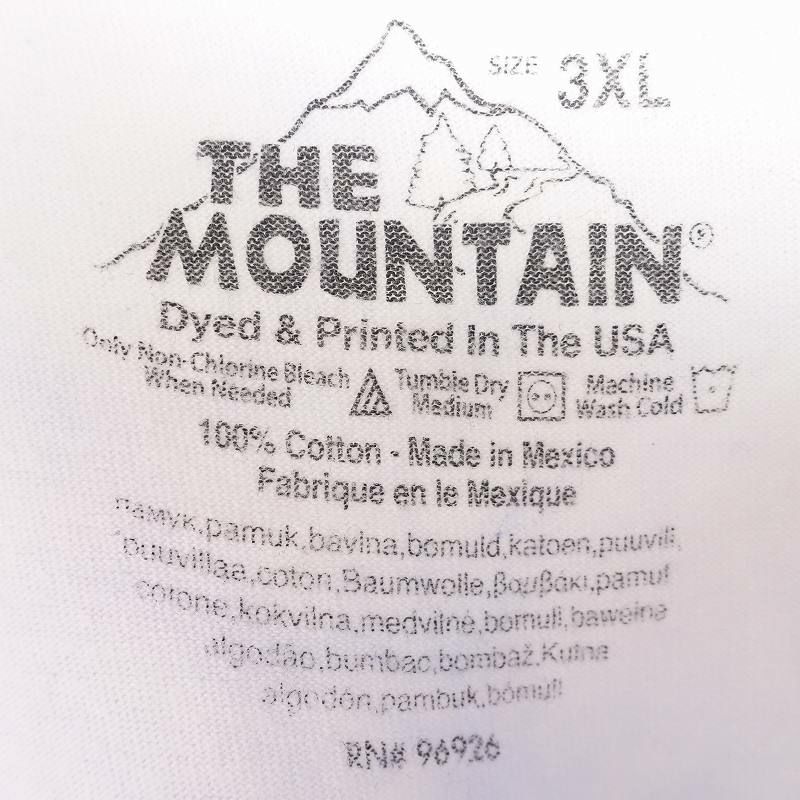 SIZE 3XL
THE
MOUNTAIN®
Dyed & Printed In The USA
Only Non-Chlorine Bleach
When Needed
Tumble Dry
Medium
Machine
Wash Cold
100% Cotton - Made in Mexico
Fabrique en le Mexique
памук,pamuk,bavlna,bomuld,katoen,puuvill,
puuvillaa,coton,Baumwolle,βαμβάκι,pamut
corone,kokvilna,medvilnė,bomull,bawełna
algodão,bumbac,bombaž,Kutna
algodón,pambuk,bómull
RN# 96926